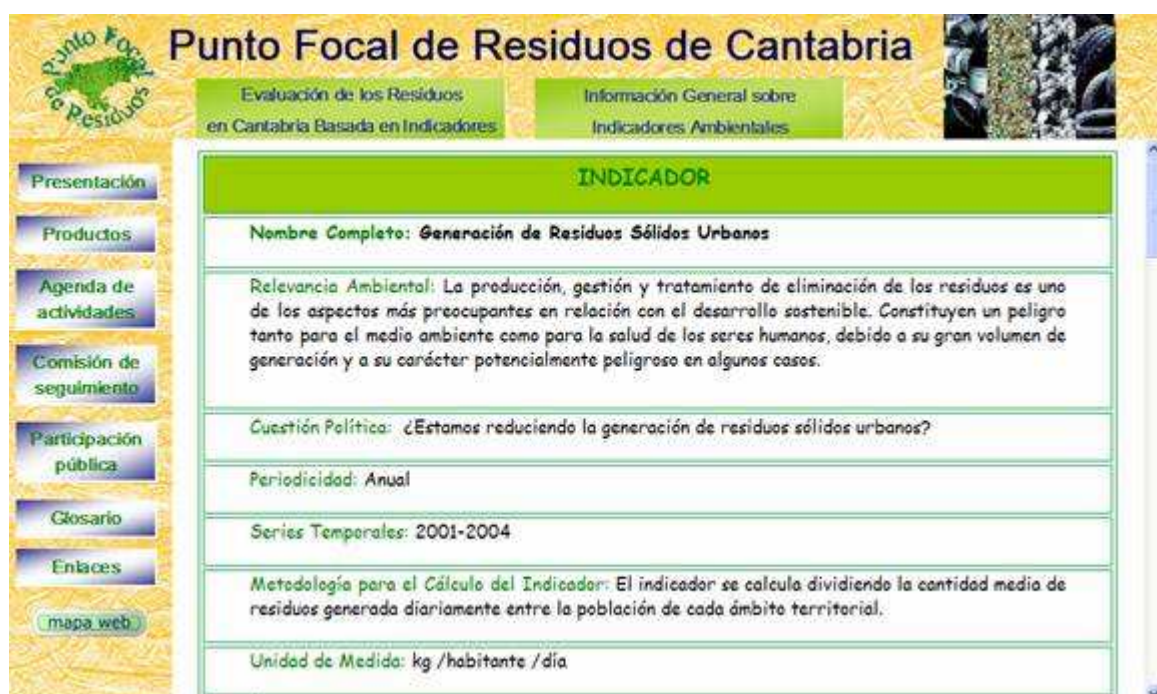 Punto Focal de Residuos
Punto Focal de Residuos de Cantabria
Evaluación de los Residuos
en Cantabria Basada en Indicadores
Información General sobre
Indicadores Ambientales
Presentación
Productos
Agenda de
actividades
Comisión de
seguimiento
Participación
pública
Glosario
Enlaces
mapa web
INDICADOR
Nombre Completo: Generación de Residuos Sólidos Urbanos
Relevancia Ambiental: La producción, gestión y tratamiento de eliminación de los residuos es uno
de los aspectos más preocupantes en relación con el desarrollo sostenible. Constituyen un peligro
tanto para el medio ambiente como para la salud de los seres humanos, debido a su gran volumen de
generación y a su carácter potencialmente peligroso en algunos casos.
Cuestión Política: ¿Estamos reduciendo la generación de residuos sólidos urbanos?
Periodicidad: Anual
Series Temporales: 2001-2004
Metodología para el Cálculo del Indicador: El indicador se calcula dividiendo la cantidad media de
residuos generada diariamente entre la población de cada ámbito territorial.
Unidad de Medida: kg /habitante /día